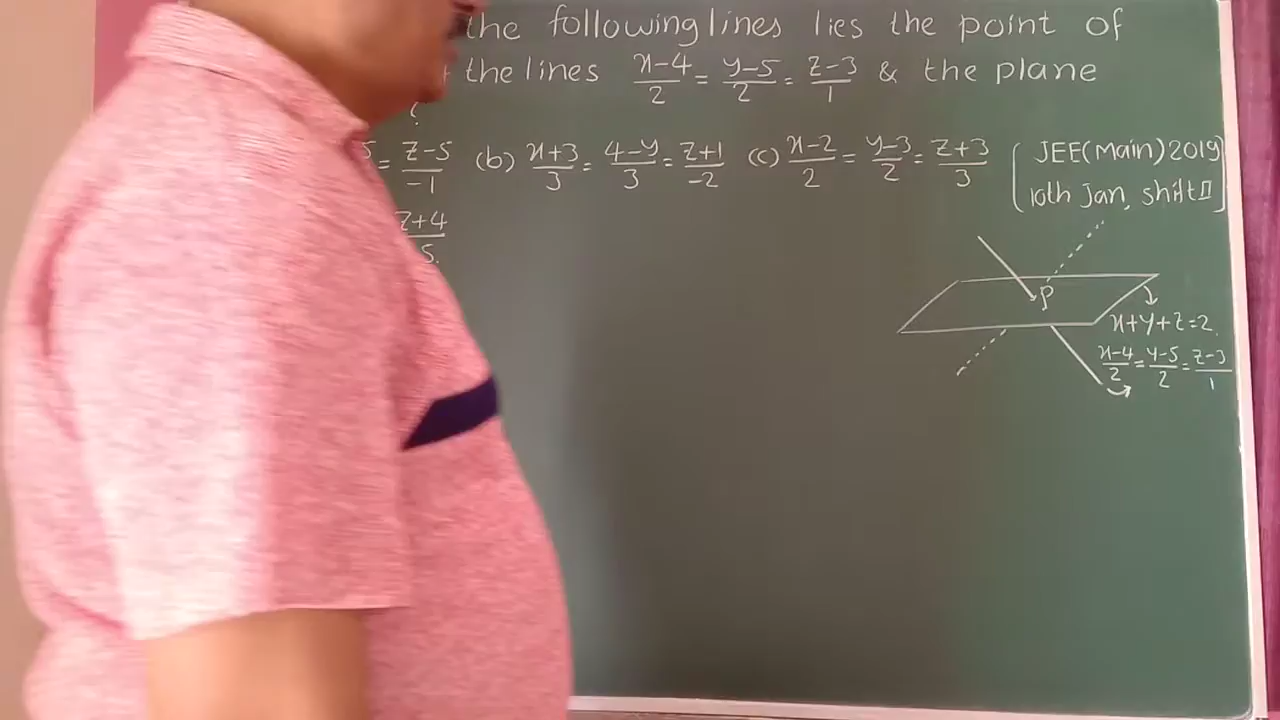 the following lines lies the point of
the lines x-4/2 = y-5/2 = z-3/1 & the plane
?
5 = z-5/-1 (b) x+3/3 = 4-y/3 = z+1/-2 (c) x-2/2 = y-3/2 = z+3/3 [JEE(Main) 2019
10th Jan, shift II]
z+4/5.
P
x+y+z=2.
x-4/2 = y-5/2 = z-3/1